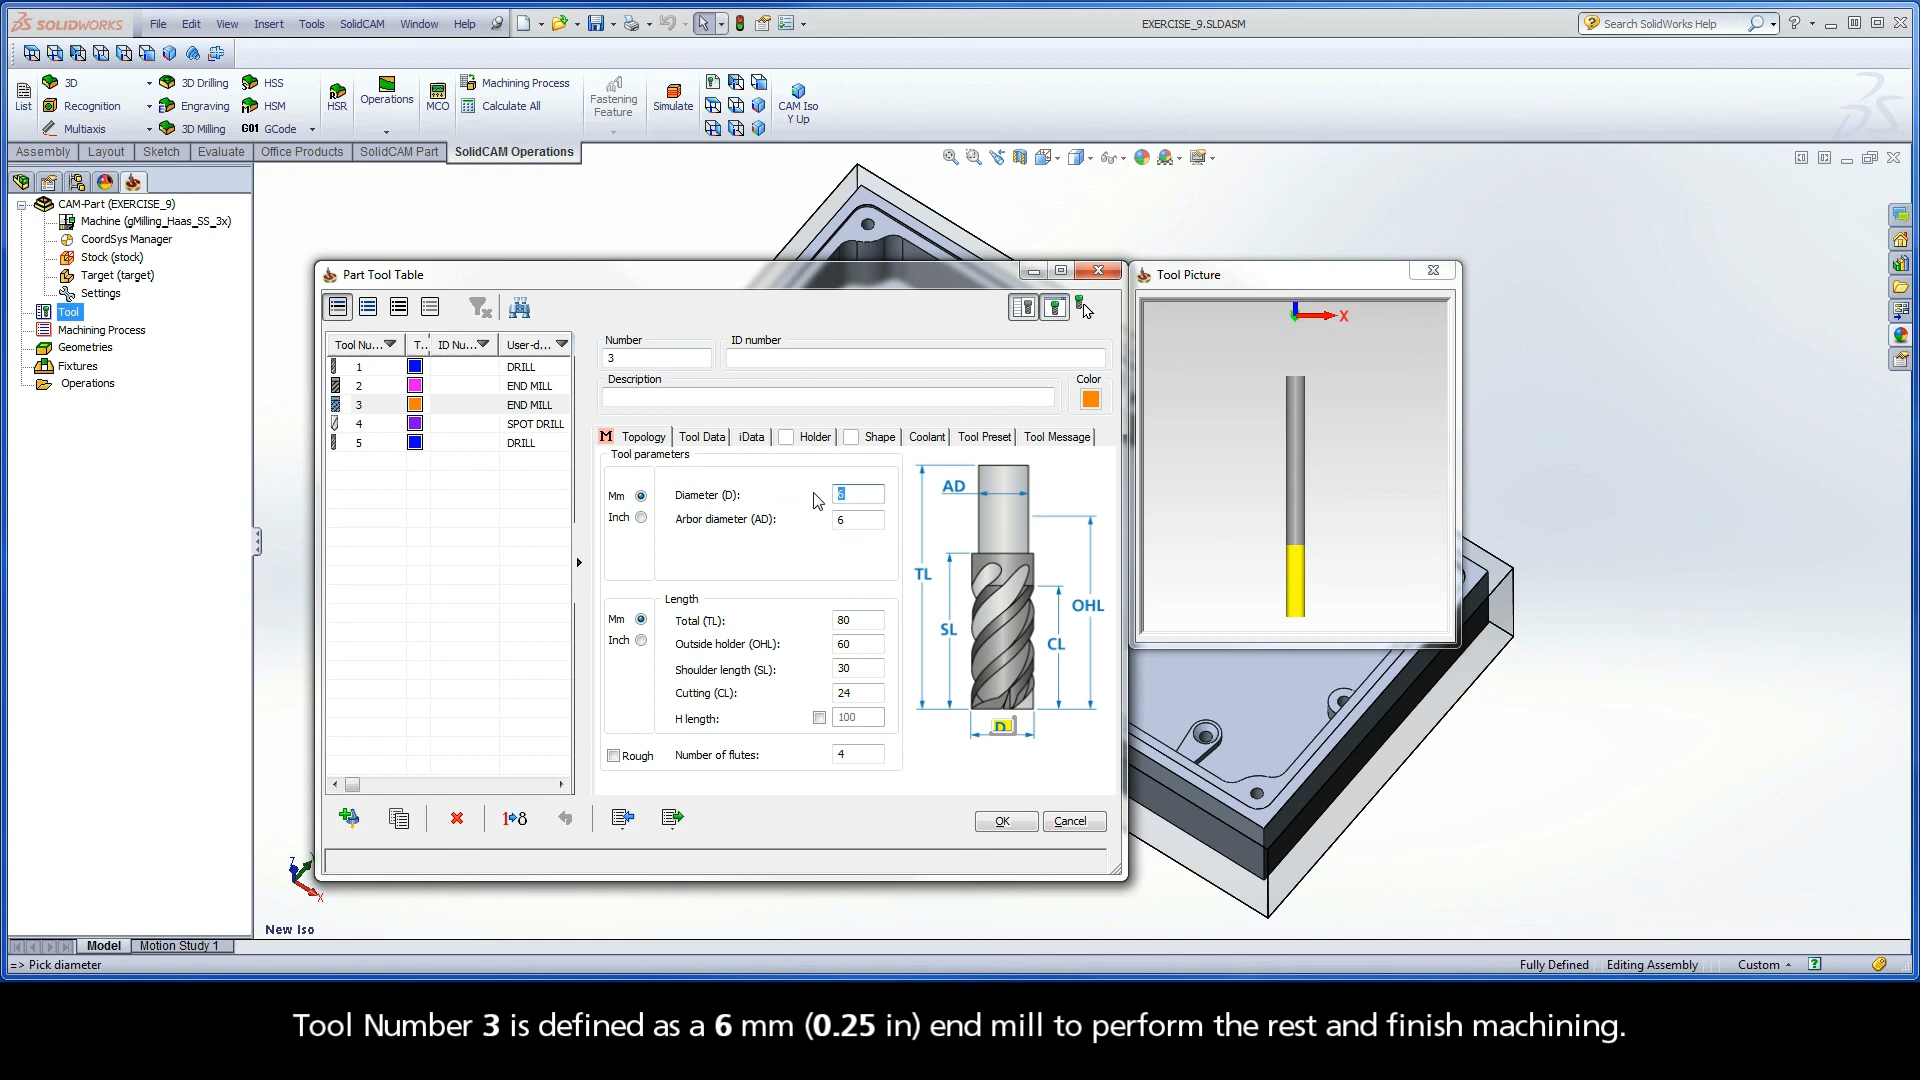 SOLIDWORKS File Edit View Insert Tools SolidCAM Window Help EXERCISE_9.SLDASM Search SolidWorks Help
3D 3D Drilling HSS
Recognition Engraving HSM
Multiaxis 3D Milling G01 GCode
List HSR Operations MCO
Machining Process
Calculate All
Fastening Feature
Simulate
CAM Iso Y Up
Assembly Layout Sketch Evaluate Office Products SolidCAM Part SolidCAM Operations
CAM-Part (EXERCISE_9)
Machine (gMilling_Haas_SS_3x)
CoordSys Manager
Stock (stock)
Target (target)
Settings
Tool
Machining Process
Geometries
Fixtures
Operations
Part Tool Table
Tool Nu... T.. ID Nu... User-d...
1 DRILL
2 END MILL
3 END MILL
4 SPOT DRILL
5 DRILL
Number ID number
3
Description Color
M Topology Tool Data iData Holder Shape Coolant Tool Preset Tool Message
Tool parameters
Mm Diameter (D): 6
Inch Arbor diameter (AD): 6
Length
Mm Total (TL): 80
Inch Outside holder (OHL): 60
Shoulder length (SL): 30
Cutting (CL): 24
H length: 100
Rough Number of flutes: 4
AD
TL
OHL
SL
CL
D
1 8
OK Cancel
Tool Picture
X
Z
X
New Iso
Model Motion Study 1
=> Pick diameter Fully Defined Editing Assembly Custom
Tool Number 3 is defined as a 6 mm (0.25 in) end mill to perform the rest and finish machining.